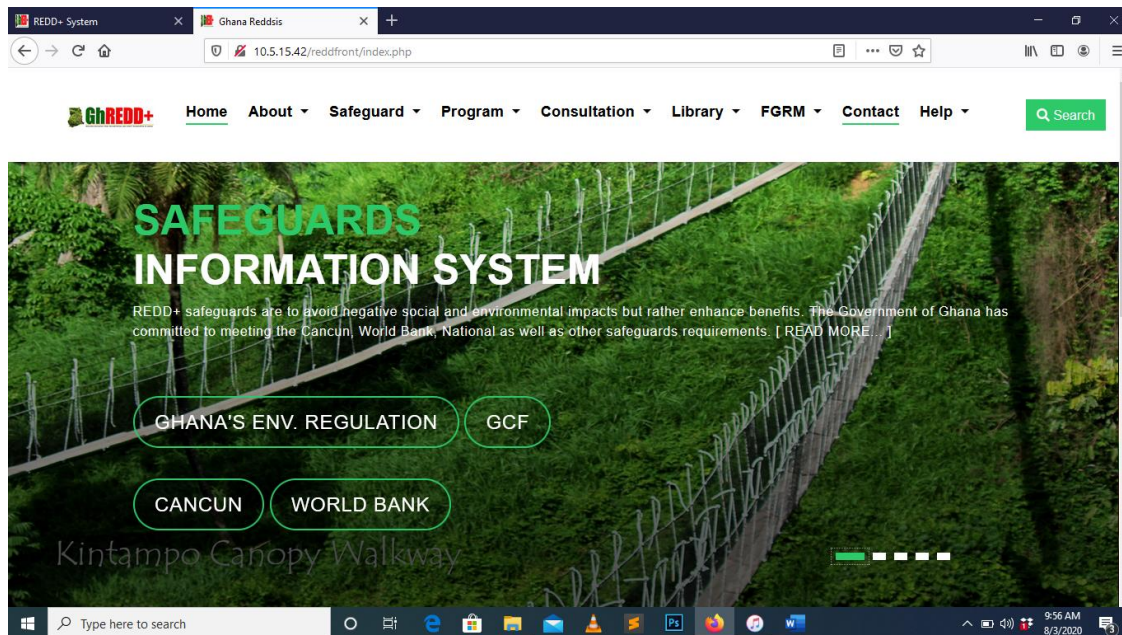 REDD+ System
Ghana Reddsis
10.5.15.42/reddfront/index.php
GhREDD+
Home About Safeguard Program Consultation Library FGRM Contact Help Search
SAFEGUARDS
INFORMATION SYSTEM
REDD+ safeguards are to avoid negative social and environmental impacts but rather enhance benefits. The Government of Ghana has
committed to meeting the Cancun, World Bank, National as well as other safeguards requirements. [ READ MORE... ]
GHANA'S ENV. REGULATION GCF
CANCUN WORLD BANK
Kintampo Canopy Walkway
Type here to search
Ps
W
9:56 AM
8/3/2020
3